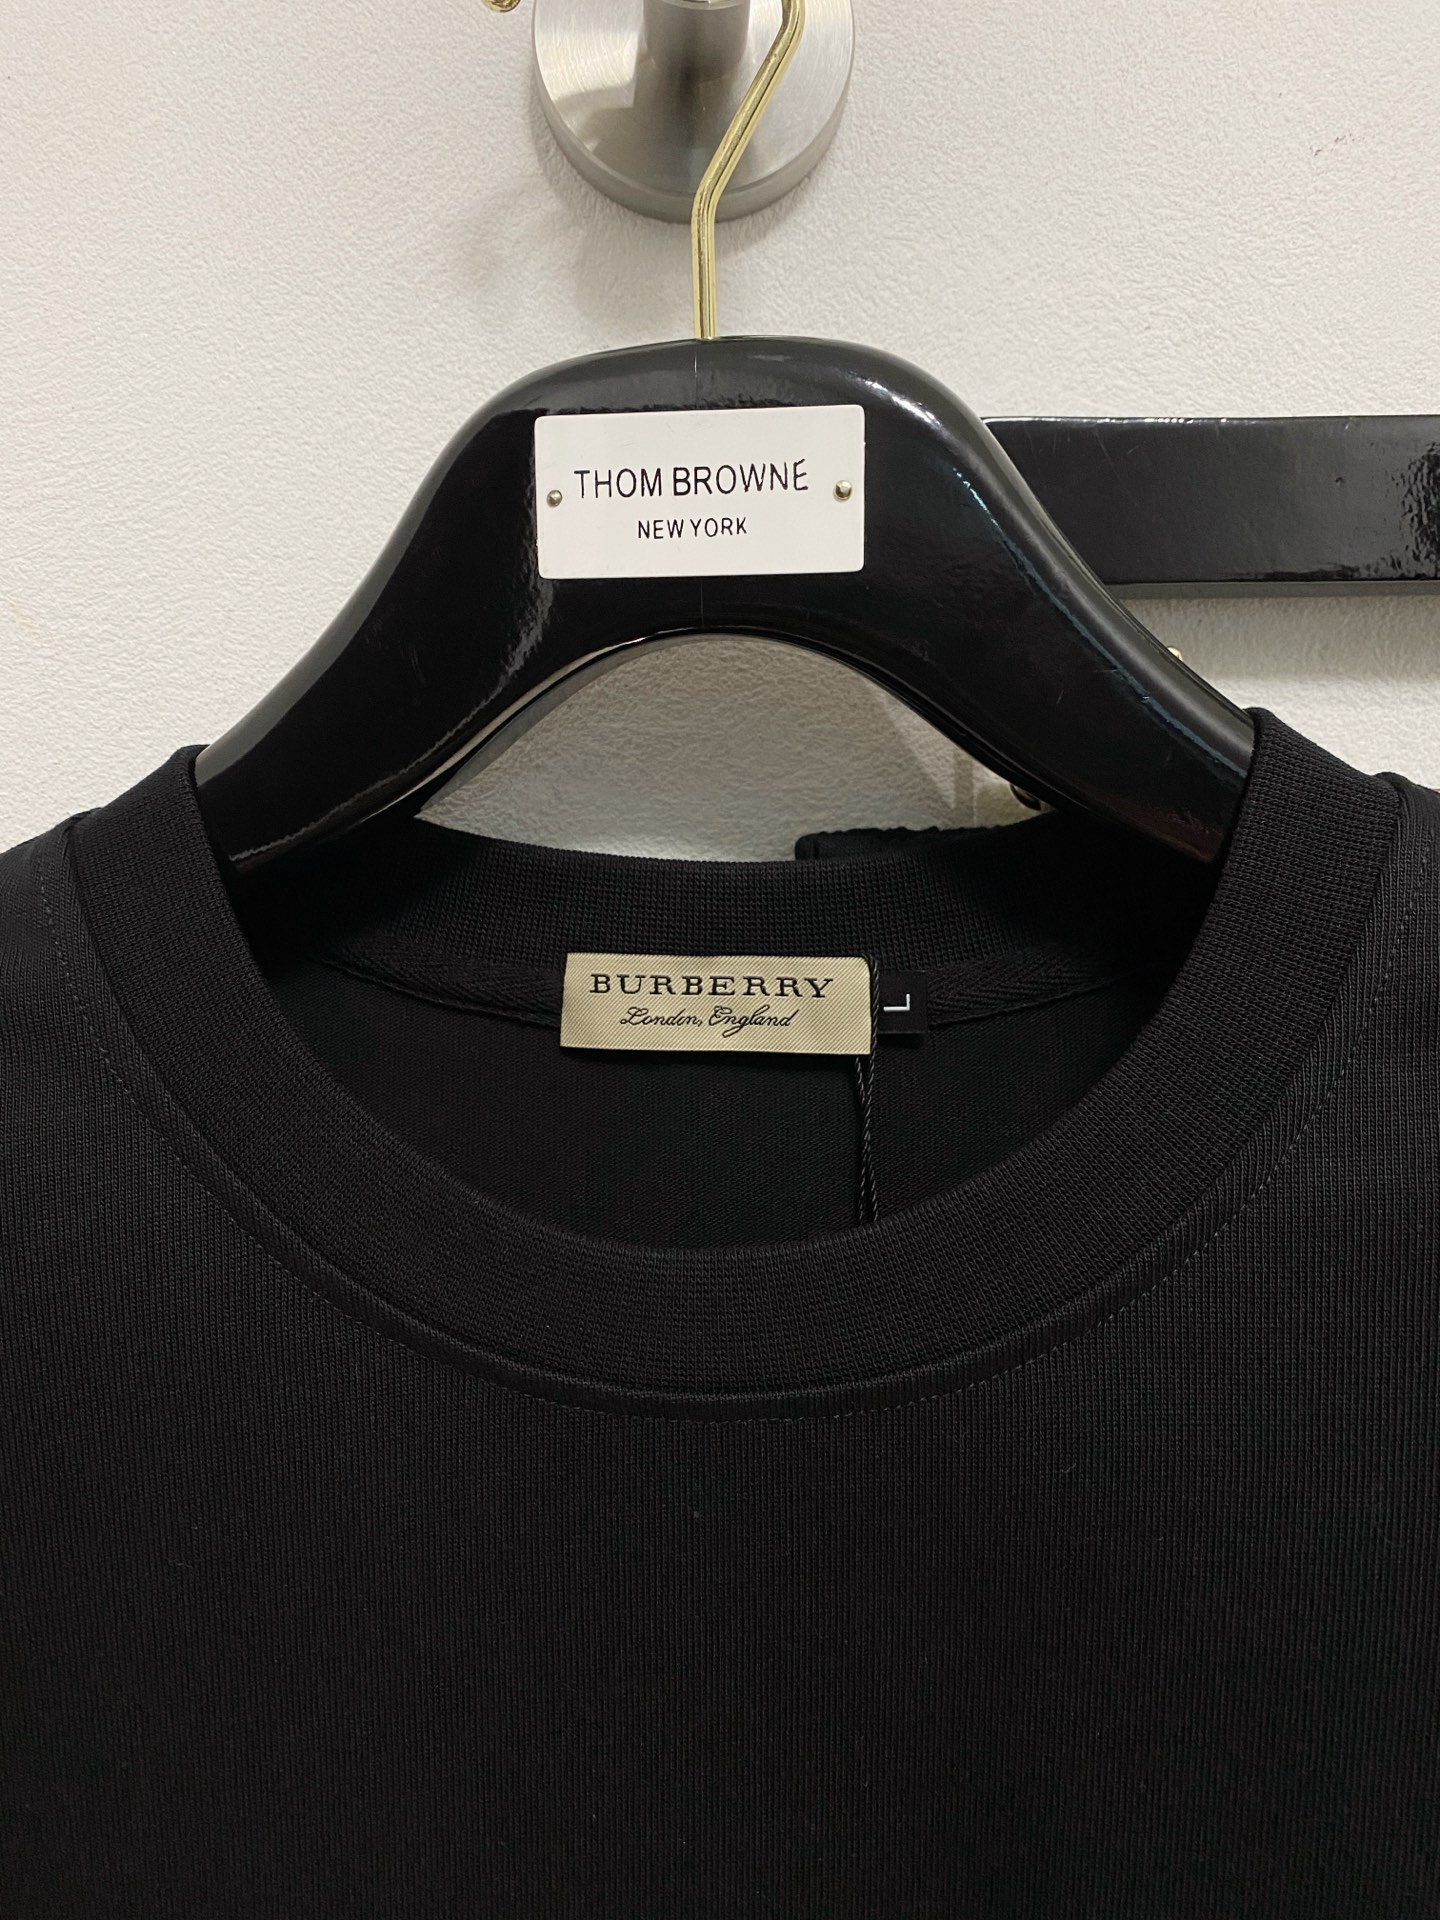 THOM BROWNE
NEW YORK
BURBERRY
London, England
L